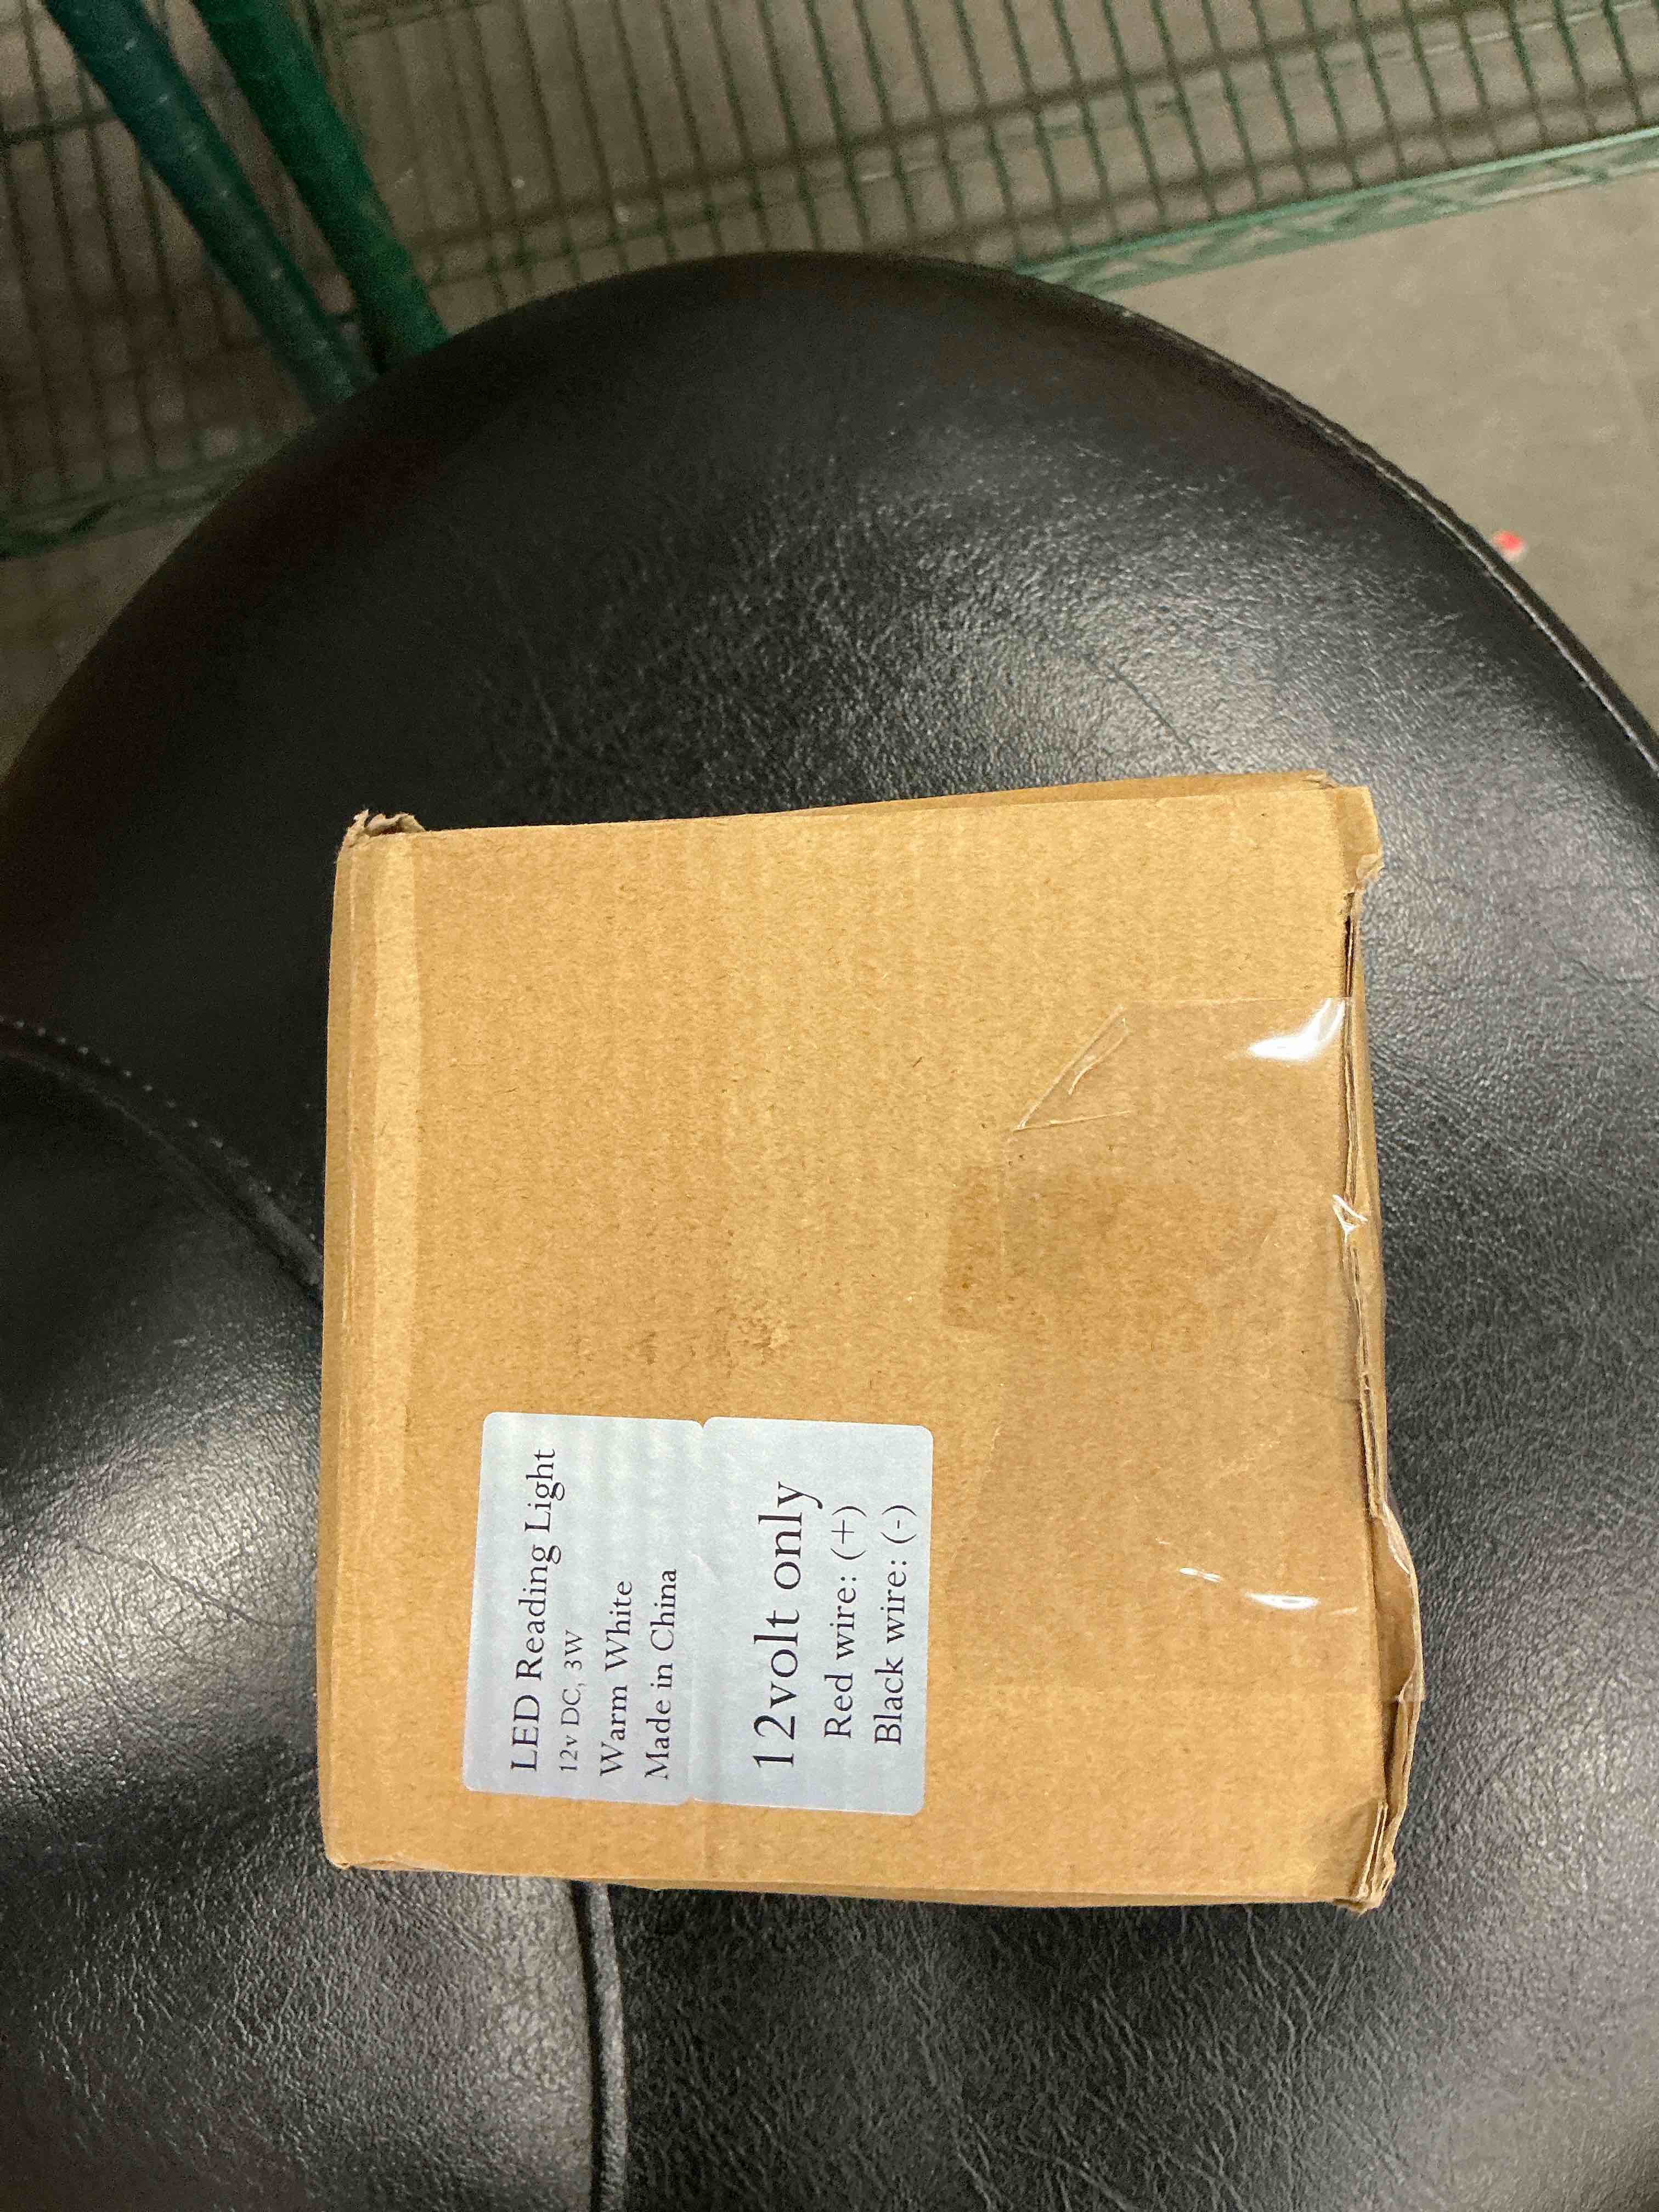 LED Reading Light
12v DC, 3W
Warm White
Made in China
12volt only
Red wire: (+)
Black wire: (-)